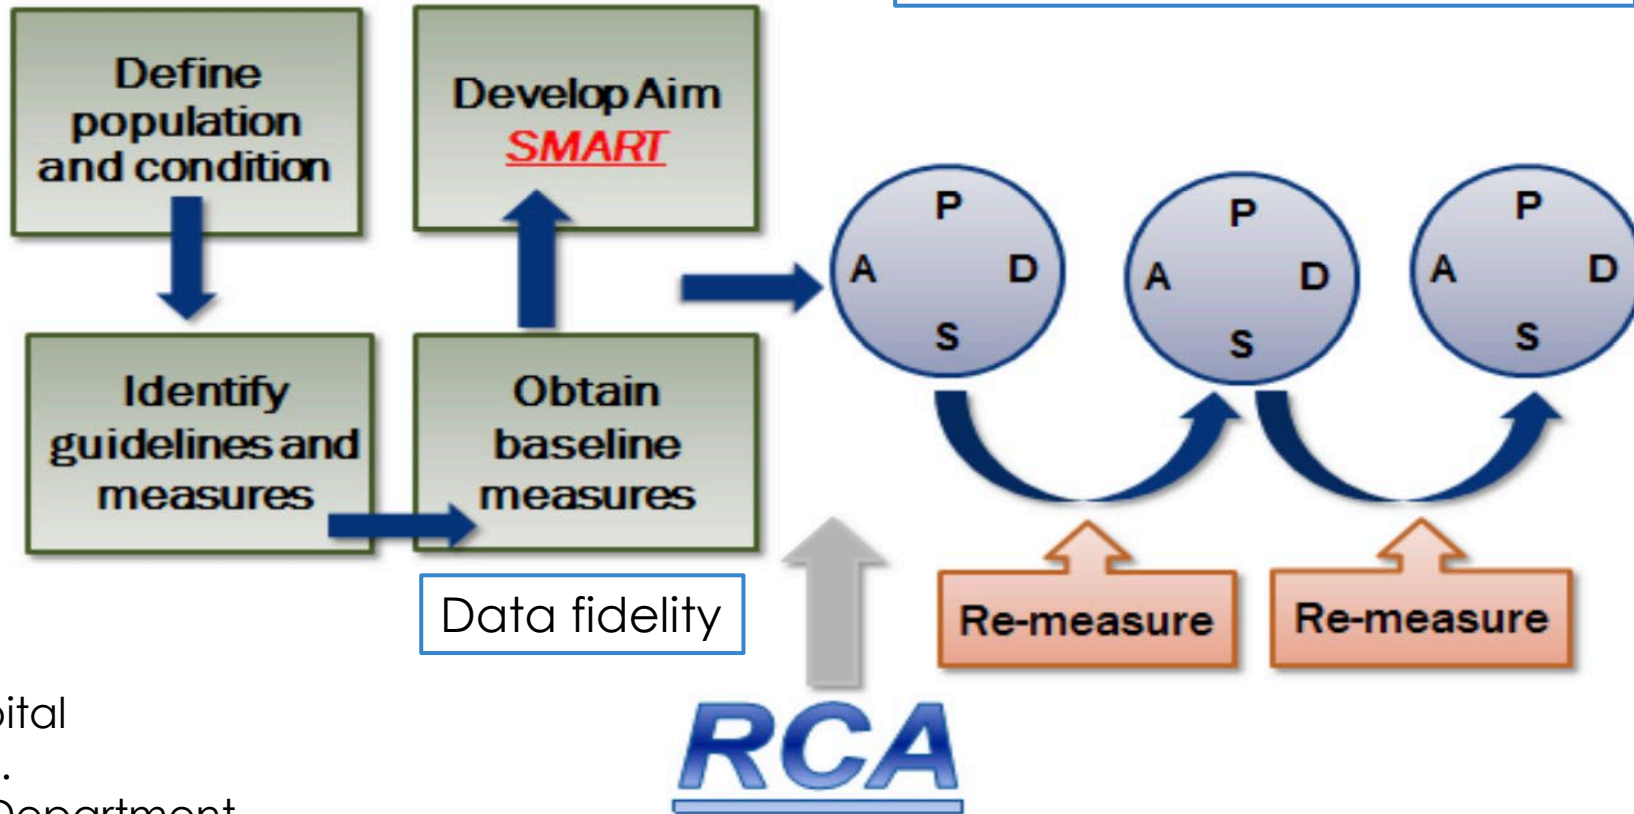 Define
population
and condition
Develop Aim
SMART
Identify
guidelines and
measures
Obtain
baseline
measures
Data fidelity
P
A D
S
P
A D
S
P
A D
S
Re-measure
Re-measure
RCA
pital
.
Department